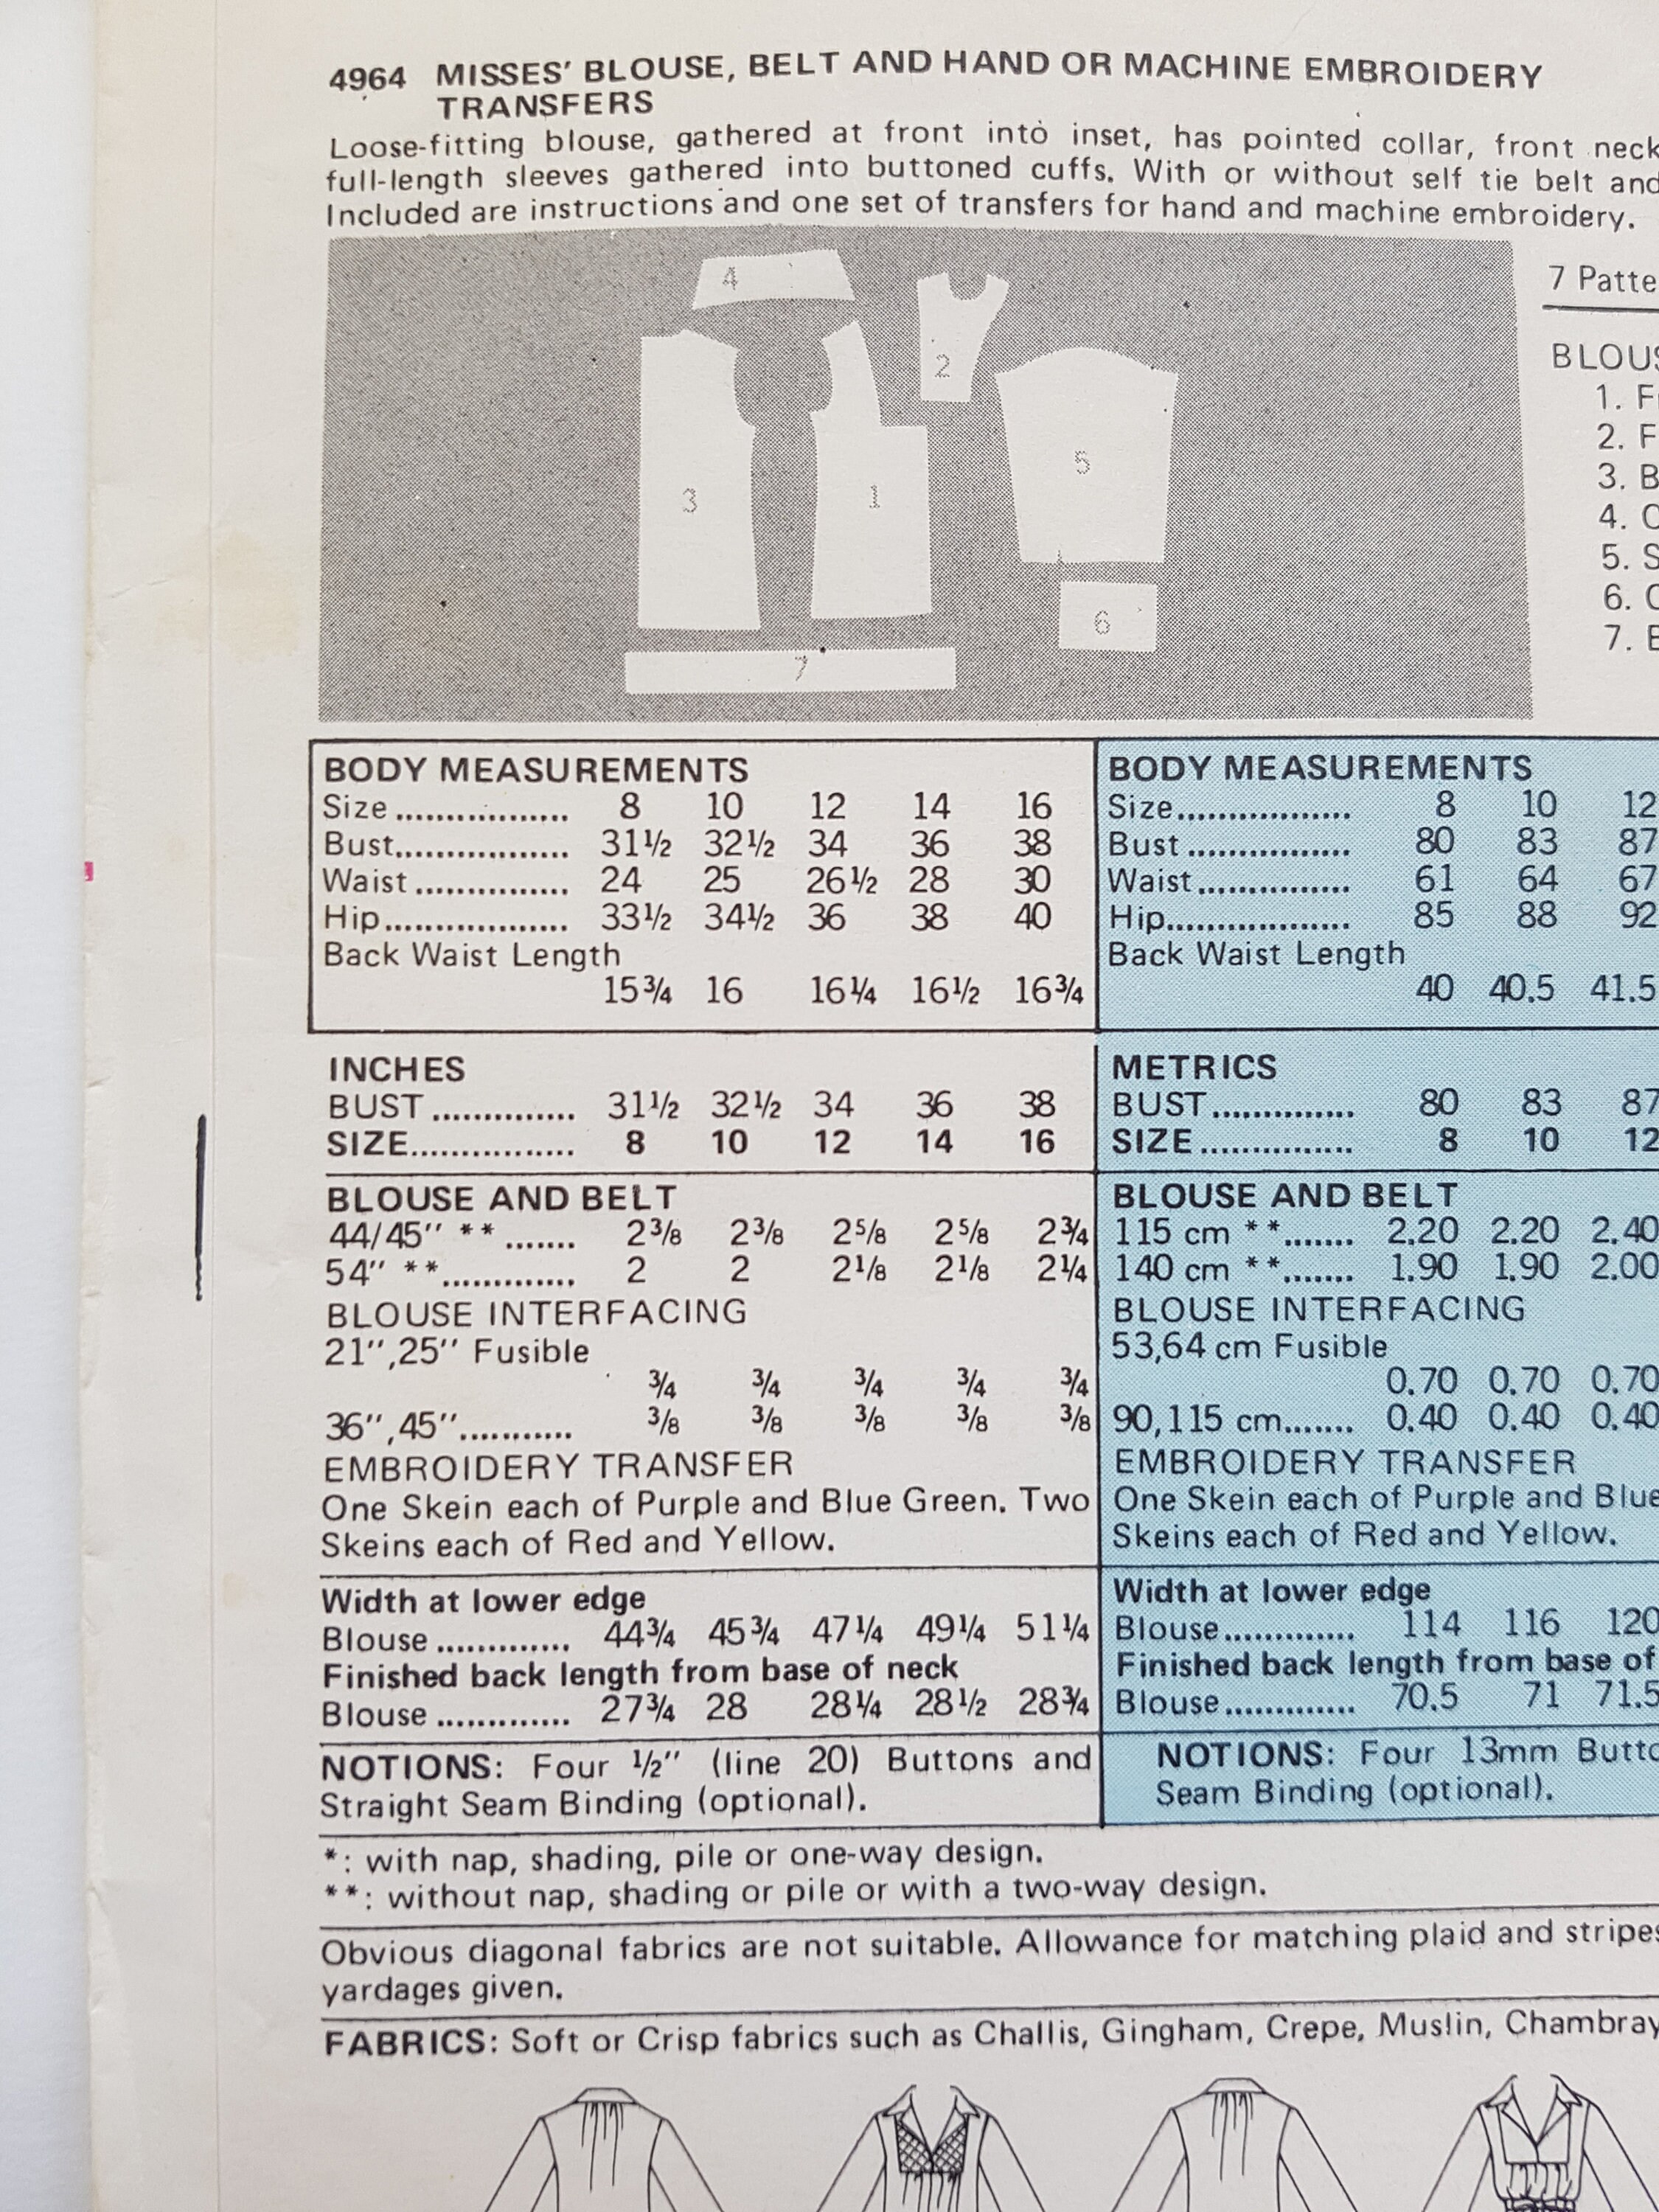 4964 MISSES' BLOUSE, BELT AND HAND OR MACHINE EMBROIDERY
TRANSFERS
Loose-fitting blouse, gathered at front into inset, has pointed collar, front neck
full-length sleeves gathered into buttoned cuffs. With or without self tie belt and
Included are instructions and one set of transfers for hand and machine embroidery.
4
2
3
1
5
6
7
7 Patte
BLOUS
1. F
2. F
3. B
4. C
5. S
6. C
7. B
BODY MEASUREMENTS
Size ................. 8 10 12 14 16
Bust................. 31½ 32½ 34 36 38
Waist ............... 24 25 26½ 28 30
Hip.................. 33½ 34½ 36 38 40
Back Waist Length
15¾ 16 16¼ 16½ 16¾
INCHES
BUST .............. 31½ 32½ 34 36 38
SIZE................ 8 10 12 14 16
BLOUSE AND BELT
44/45'' ** ....... 2⅜ 2⅜ 2⅝ 2⅝ 2¾
54'' **............. 2 2 2⅛ 2⅛ 2¼
BLOUSE INTERFACING
21'',25'' Fusible
¾ ¾ ¾ ¾ ¾
36'',45''........... ⅜ ⅜ ⅜ ⅜ ⅜
EMBROIDERY TRANSFER
One Skein each of Purple and Blue Green. Two
Skeins each of Red and Yellow.
Width at lower edge
Blouse ............. 44¾ 45¾ 47¼ 49¼ 51¼
Finished back length from base of neck
Blouse ............. 27¾ 28 28¼ 28½ 28¾
NOTIONS: Four ½'' (line 20) Buttons and
Straight Seam Binding (optional).
BODY MEASUREMENTS
Size................. 8 10 12
Bust ................ 80 83 87
Waist............... 61 64 67
Hip.................. 85 88 92
Back Waist Length
40 40.5 41.5
METRICS
BUST.............. 80 83 87
SIZE ............... 8 10 12
BLOUSE AND BELT
115 cm **....... 2.20 2.20 2.40
140 cm **....... 1.90 1.90 2.00
BLOUSE INTERFACING
53,64 cm Fusible
0.70 0.70 0.70
90,115 cm....... 0.40 0.40 0.40
EMBROIDERY TRANSFER
One Skein each of Purple and Blue
Skeins each of Red and Yellow.
Width at lower edge
Blouse............. 114 116 120
Finished back length from base of
Blouse............. 70.5 71 71.5
NOTIONS: Four 13mm Butto
Seam Binding (optional).
*: with nap, shading, pile or one-way design.
**: without nap, shading or pile or with a two-way design.
Obvious diagonal fabrics are not suitable. Allowance for matching plaid and stripes
yardages given.
FABRICS: Soft or Crisp fabrics such as Challis, Gingham, Crepe, Muslin, Chambray